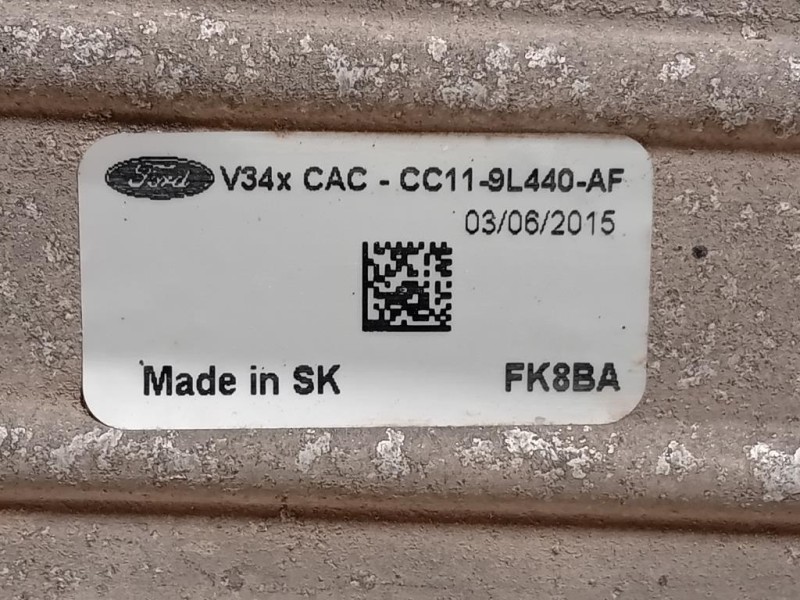 Ford V34x CAC - CC11-9L440-AF
03/06/2015
Made in SK FK8BA